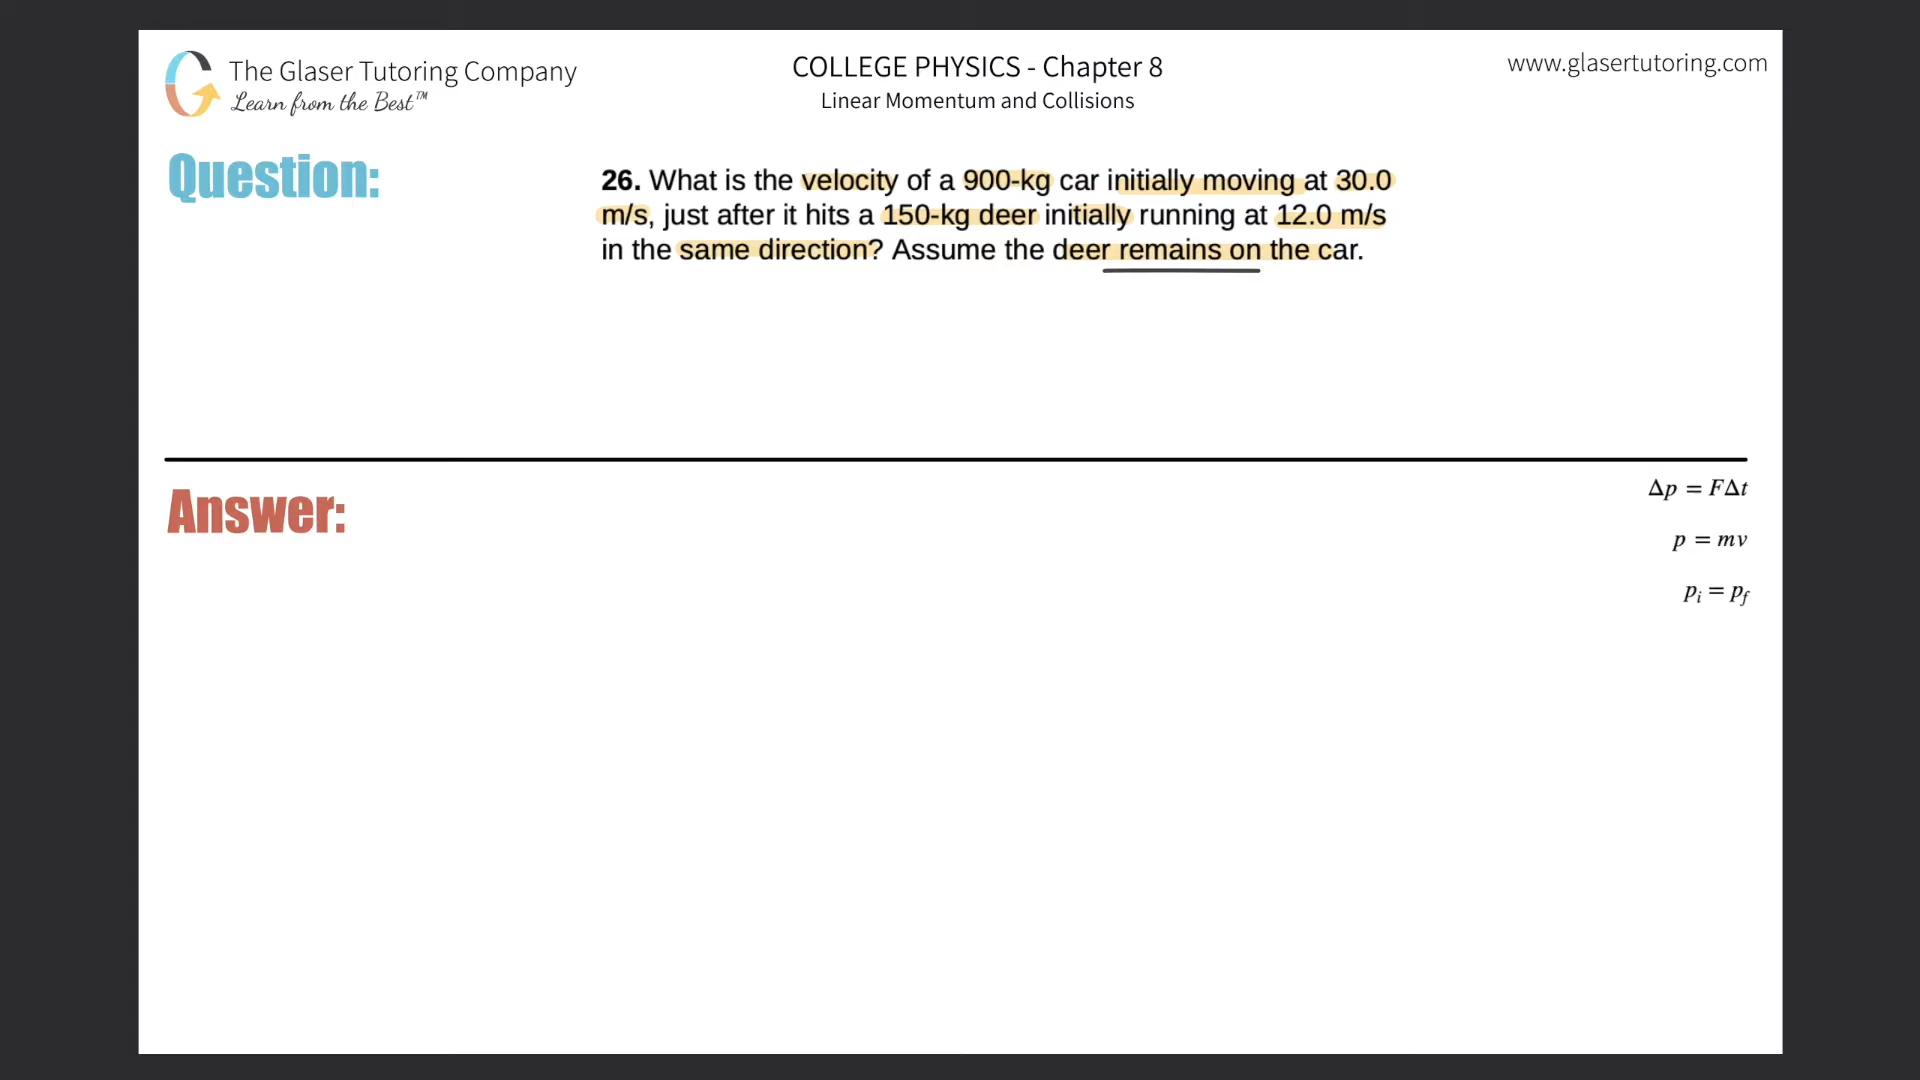 The Glaser Tutoring Company
Learn from the Best™
COLLEGE PHYSICS - Chapter 8
Linear Momentum and Collisions
www.glasertutoring.com
Question:
26. What is the velocity of a 900-kg car initially moving at 30.0
m/s, just after it hits a 150-kg deer initially running at 12.0 m/s
in the same direction? Assume the deer remains on the car.
Answer:
Δp = FΔt
p = mv
pᵢ = p_f